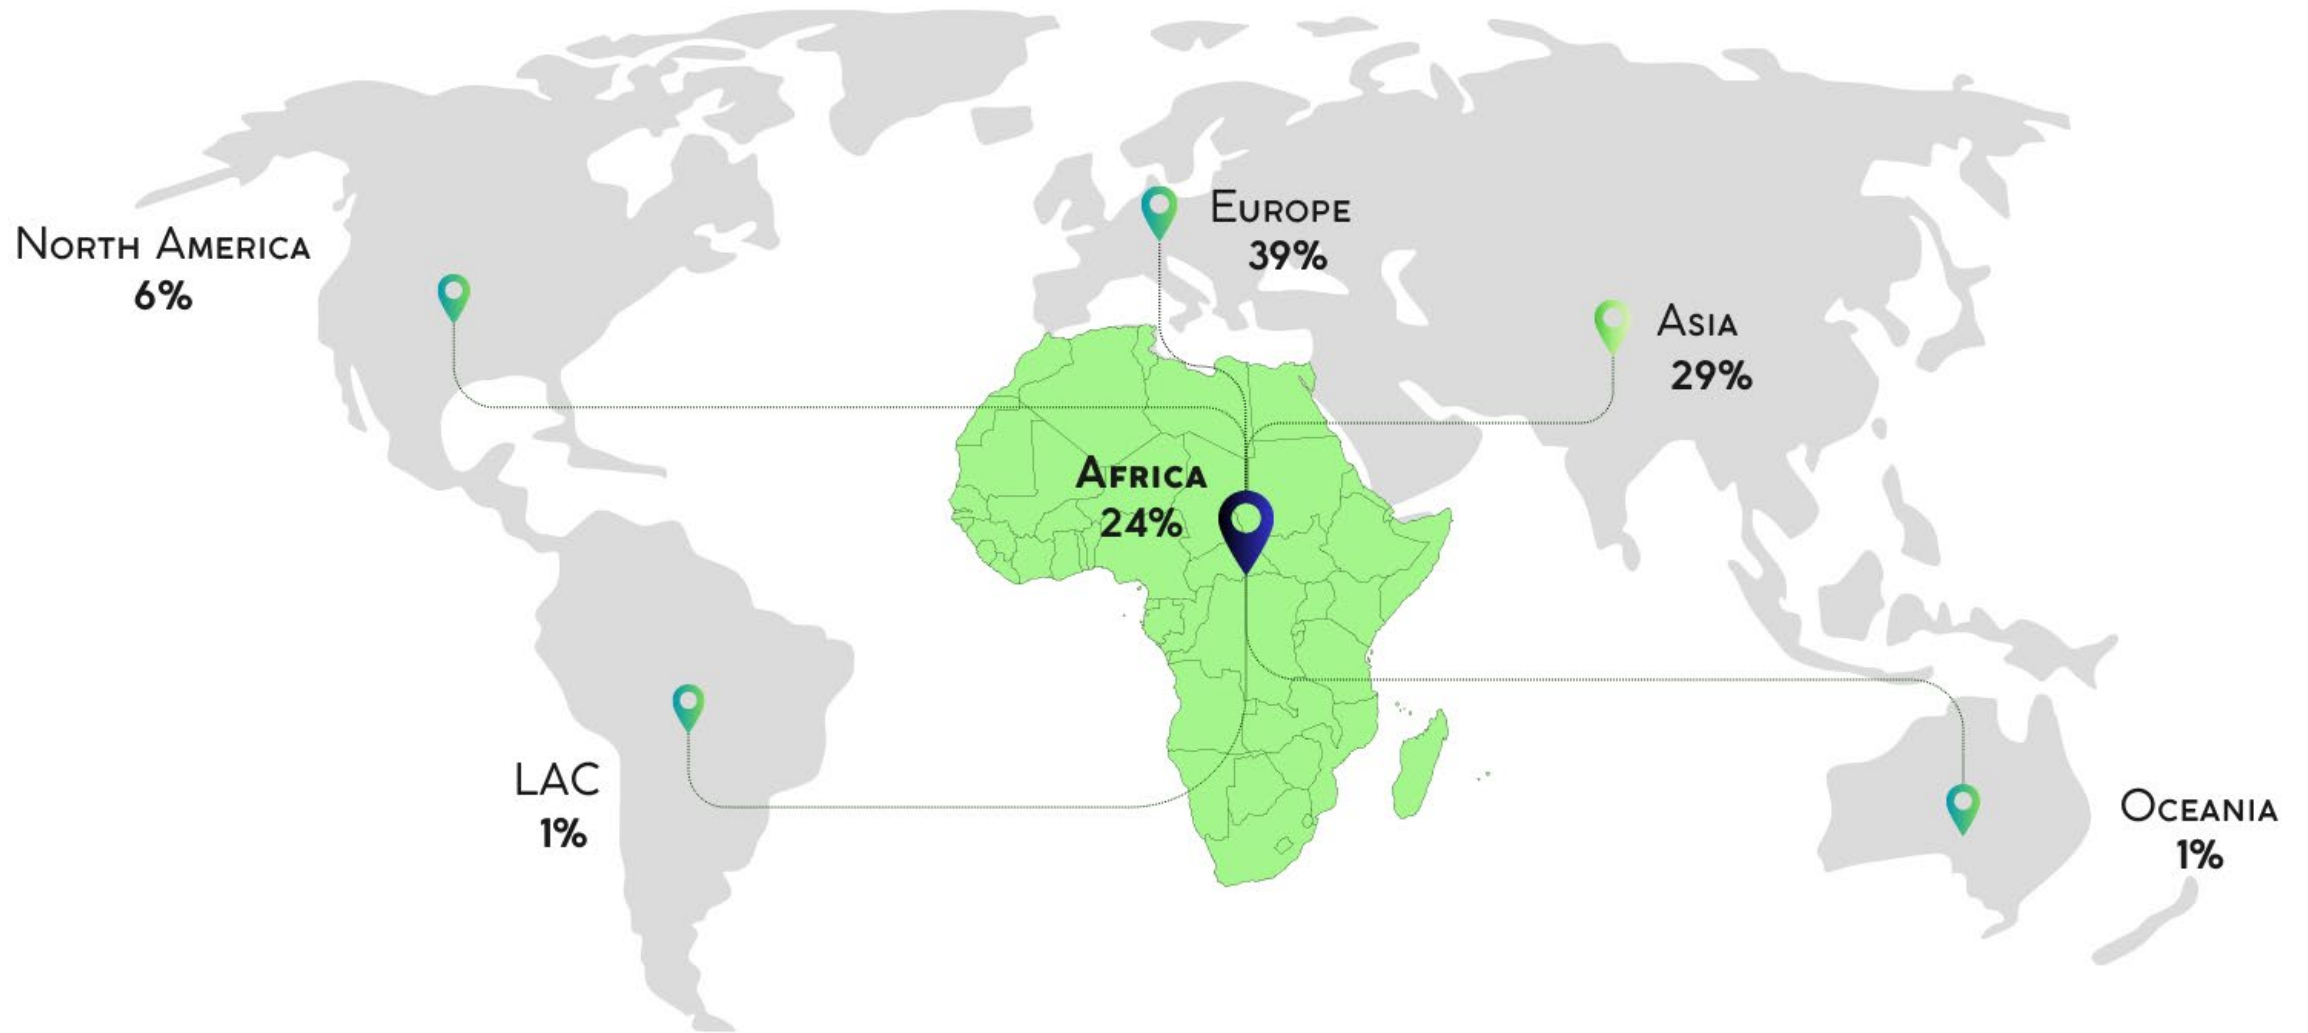 North America
6%
Europe
39%
Asia
29%
Africa
24%
LAC
1%
Oceania
1%